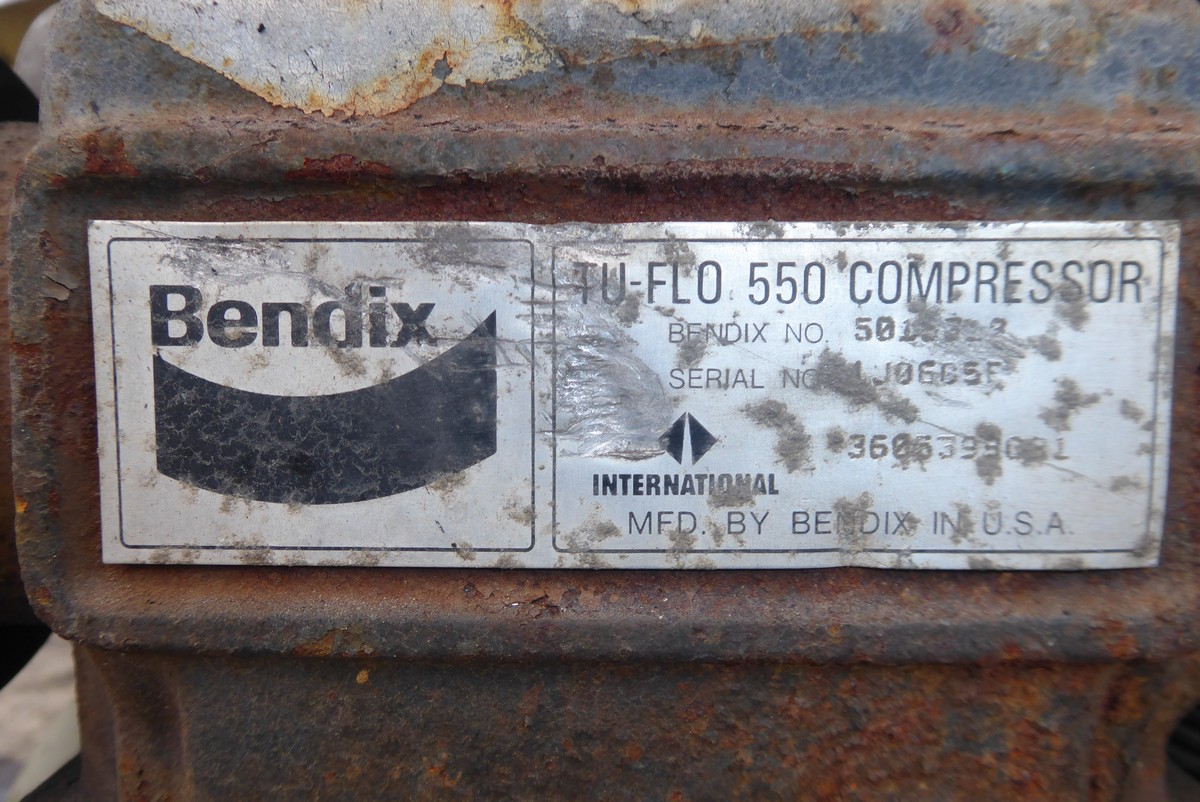 Bendix
TU-FLO 550 COMPRESSOR
BENDIX NO.
SERIAL NO
INTERNATIONAL
MFD. BY BENDIX IN U.S.A.